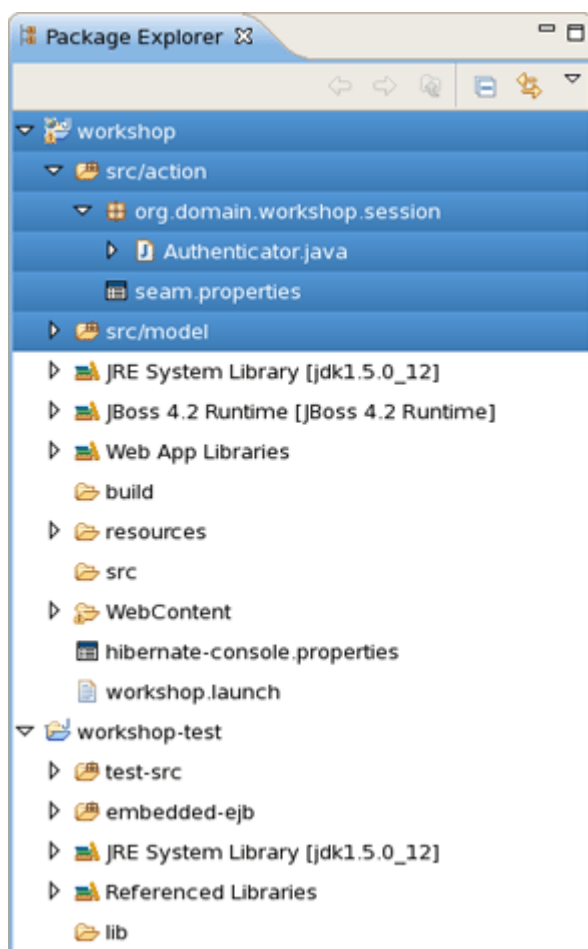 Package Explorer
workshop
src/action
org.domain.workshop.session
Authenticator.java
seam.properties
src/model
JRE System Library [jdk1.5.0_12]
JBoss 4.2 Runtime [JBoss 4.2 Runtime]
Web App Libraries
build
resources
src
WebContent
hibernate-console.properties
workshop.launch
workshop-test
test-src
embedded-ejb
JRE System Library [jdk1.5.0_12]
Referenced Libraries
lib